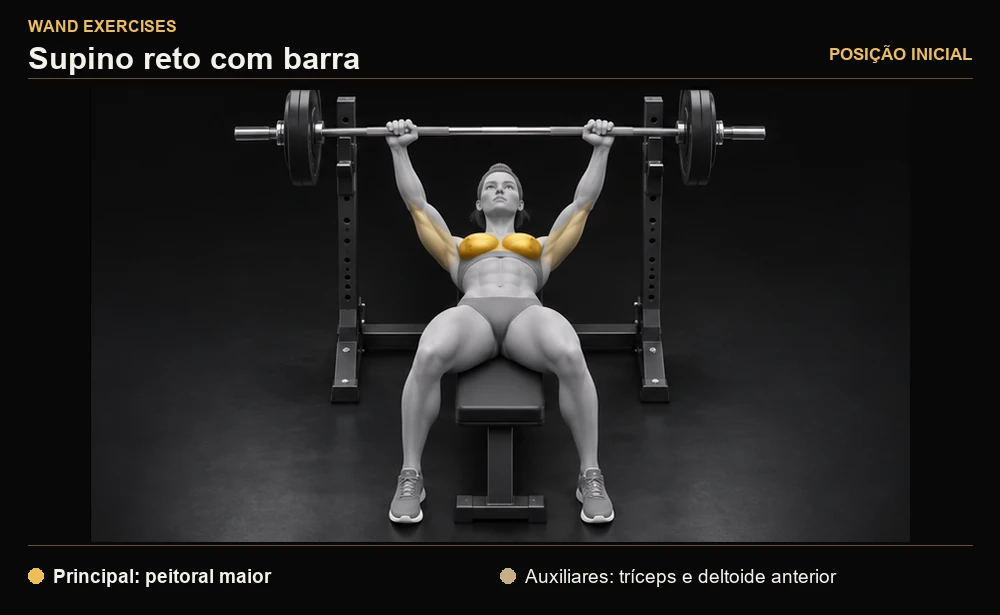 WAND EXERCISES
Supino reto com barra
POSIÇÃO INICIAL
Principal: peitoral maior
Auxiliares: tríceps e deltoide anterior